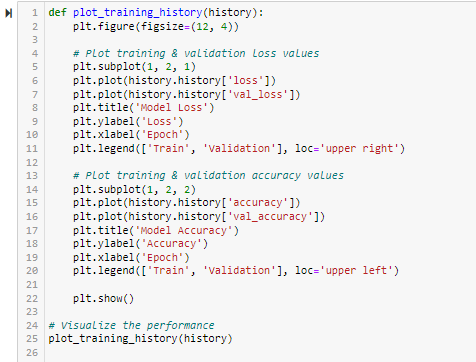 1 def plot_training_history(history):
2     plt.figure(figsize=(12, 4))
3
4     # Plot training & validation loss values
5     plt.subplot(1, 2, 1)
6     plt.plot(history.history['loss'])
7     plt.plot(history.history['val_loss'])
8     plt.title('Model Loss')
9     plt.ylabel('Loss')
10     plt.xlabel('Epoch')
11     plt.legend(['Train', 'Validation'], loc='upper right')
12
13     # Plot training & validation accuracy values
14     plt.subplot(1, 2, 2)
15     plt.plot(history.history['accuracy'])
16     plt.plot(history.history['val_accuracy'])
17     plt.title('Model Accuracy')
18     plt.ylabel('Accuracy')
19     plt.xlabel('Epoch')
20     plt.legend(['Train', 'Validation'], loc='upper left')
21
22     plt.show()
23
24 # Visualize the performance
25 plot_training_history(history)
26